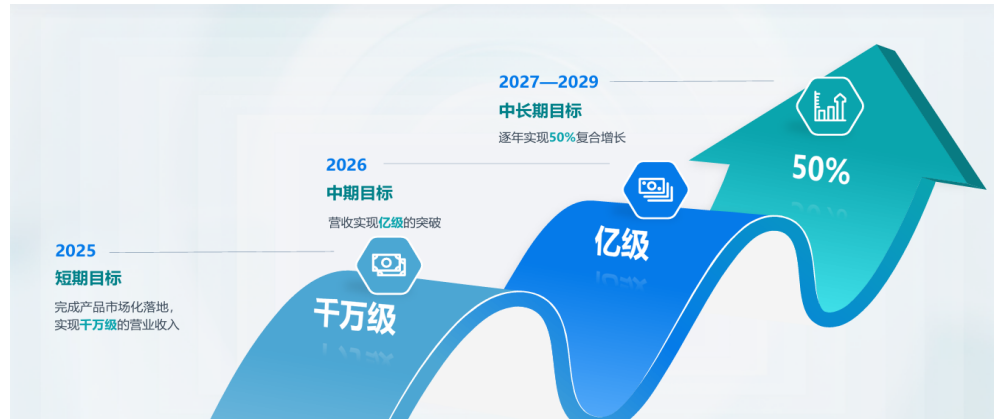 2027—2029
中长期目标
逐年实现50%复合增长
50%
2026
中期目标
营收实现亿级的突破
亿级
2025
短期目标
完成产品市场化落地，
实现千万级的营业收入
千万级